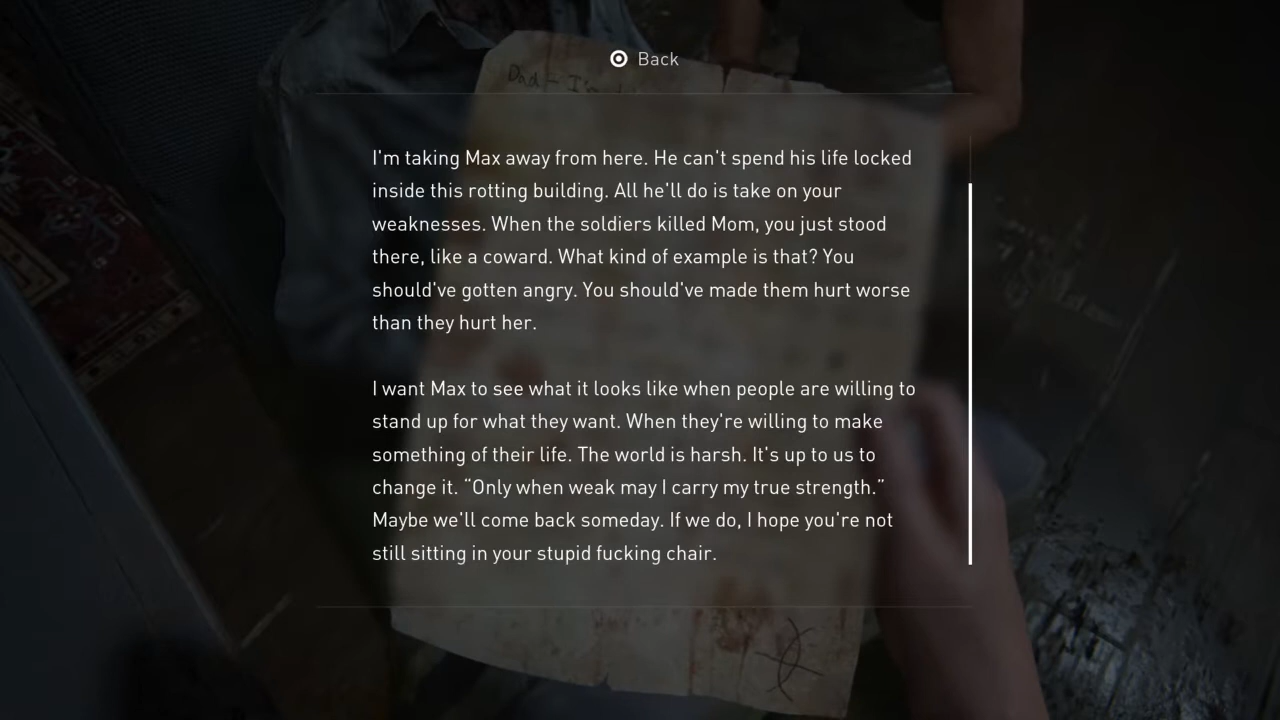 Back
Dad - I'm
I'm taking Max away from here. He can't spend his life locked
inside this rotting building. All he'll do is take on your
weaknesses. When the soldiers killed Mom, you just stood
there, like a coward. What kind of example is that? You
should've gotten angry. You should've made them hurt worse
than they hurt her.
I want Max to see what it looks like when people are willing to
stand up for what they want. When they're willing to make
something of their life. The world is harsh. It's up to us to
change it. “Only when weak may I carry my true strength.”
Maybe we'll come back someday. If we do, I hope you're not
still sitting in your stupid fucking chair.